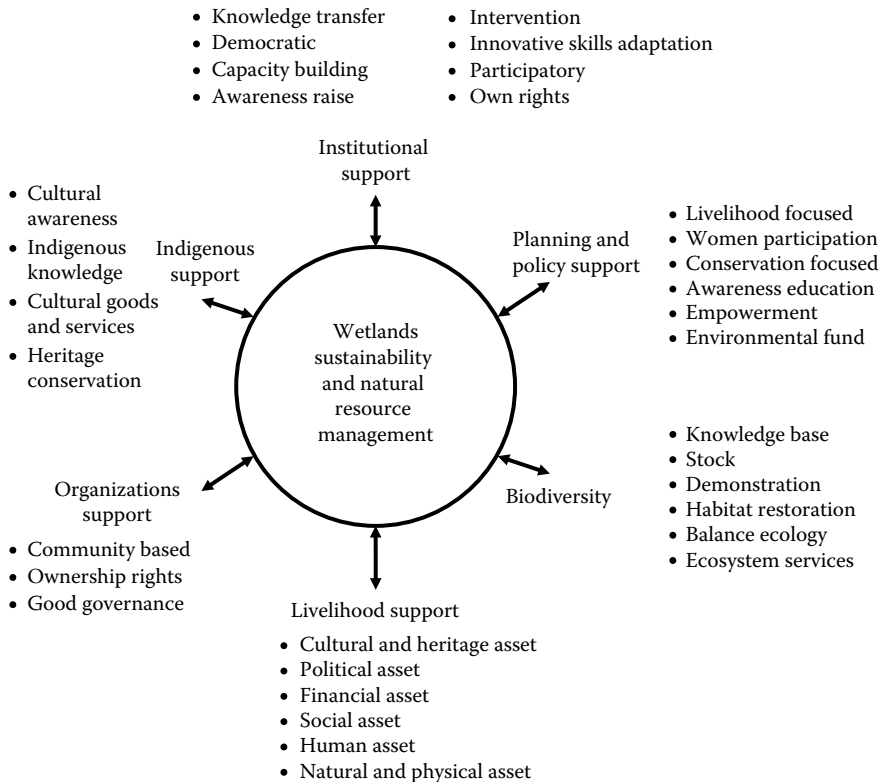 • Knowledge transfer
• Democratic
• Capacity building
• Awareness raise
• Intervention
• Innovative skills adaptation
• Participatory
• Own rights
Institutional
support
• Cultural
awareness
• Indigenous
knowledge
• Cultural goods
and services
• Heritage
conservation
Indigenous
support
Planning and
policy support
• Livelihood focused
• Women participation
• Conservation focused
• Awareness education
• Empowerment
• Environmental fund
Wetlands
sustainability
and natural
resource
management
Organizations
support
• Community based
• Ownership rights
• Good governance
Biodiversity
• Knowledge base
• Stock
• Demonstration
• Habitat restoration
• Balance ecology
• Ecosystem services
Livelihood support
• Cultural and heritage asset
• Political asset
• Financial asset
• Social asset
• Human asset
• Natural and physical asset